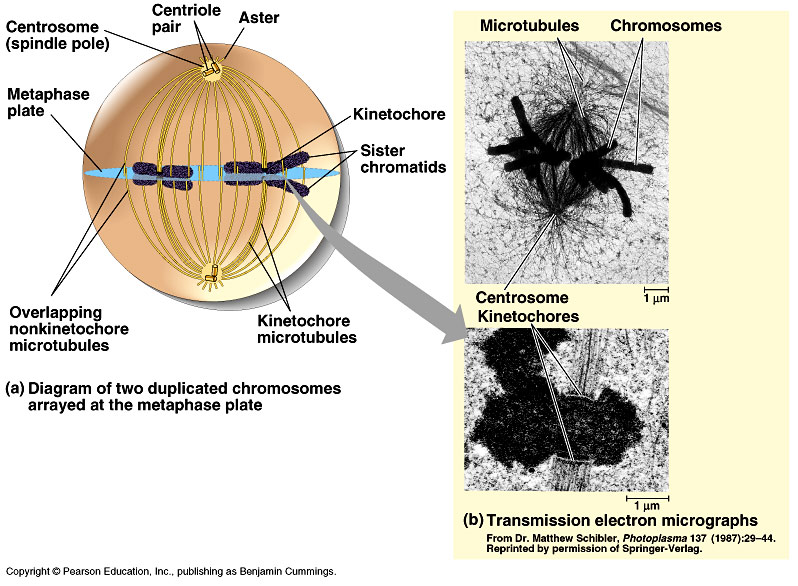 Centrosome
(spindle pole)
Centriole
pair
Aster
Metaphase
plate
Kinetochore
Sister
chromatids
Overlapping
nonkinetochore
microtubules
Kinetochore
microtubules
(a) Diagram of two duplicated chromosomes
arrayed at the metaphase plate
Microtubules
Chromosomes
Centrosome
1 µm
Kinetochores
1 µm
(b) Transmission electron micrographs
From Dr. Matthew Schibler, Photoplasma 137 (1987):29–44.
Reprinted by permission of Springer-Verlag.
Copyright © Pearson Education, Inc., publishing as Benjamin Cummings.